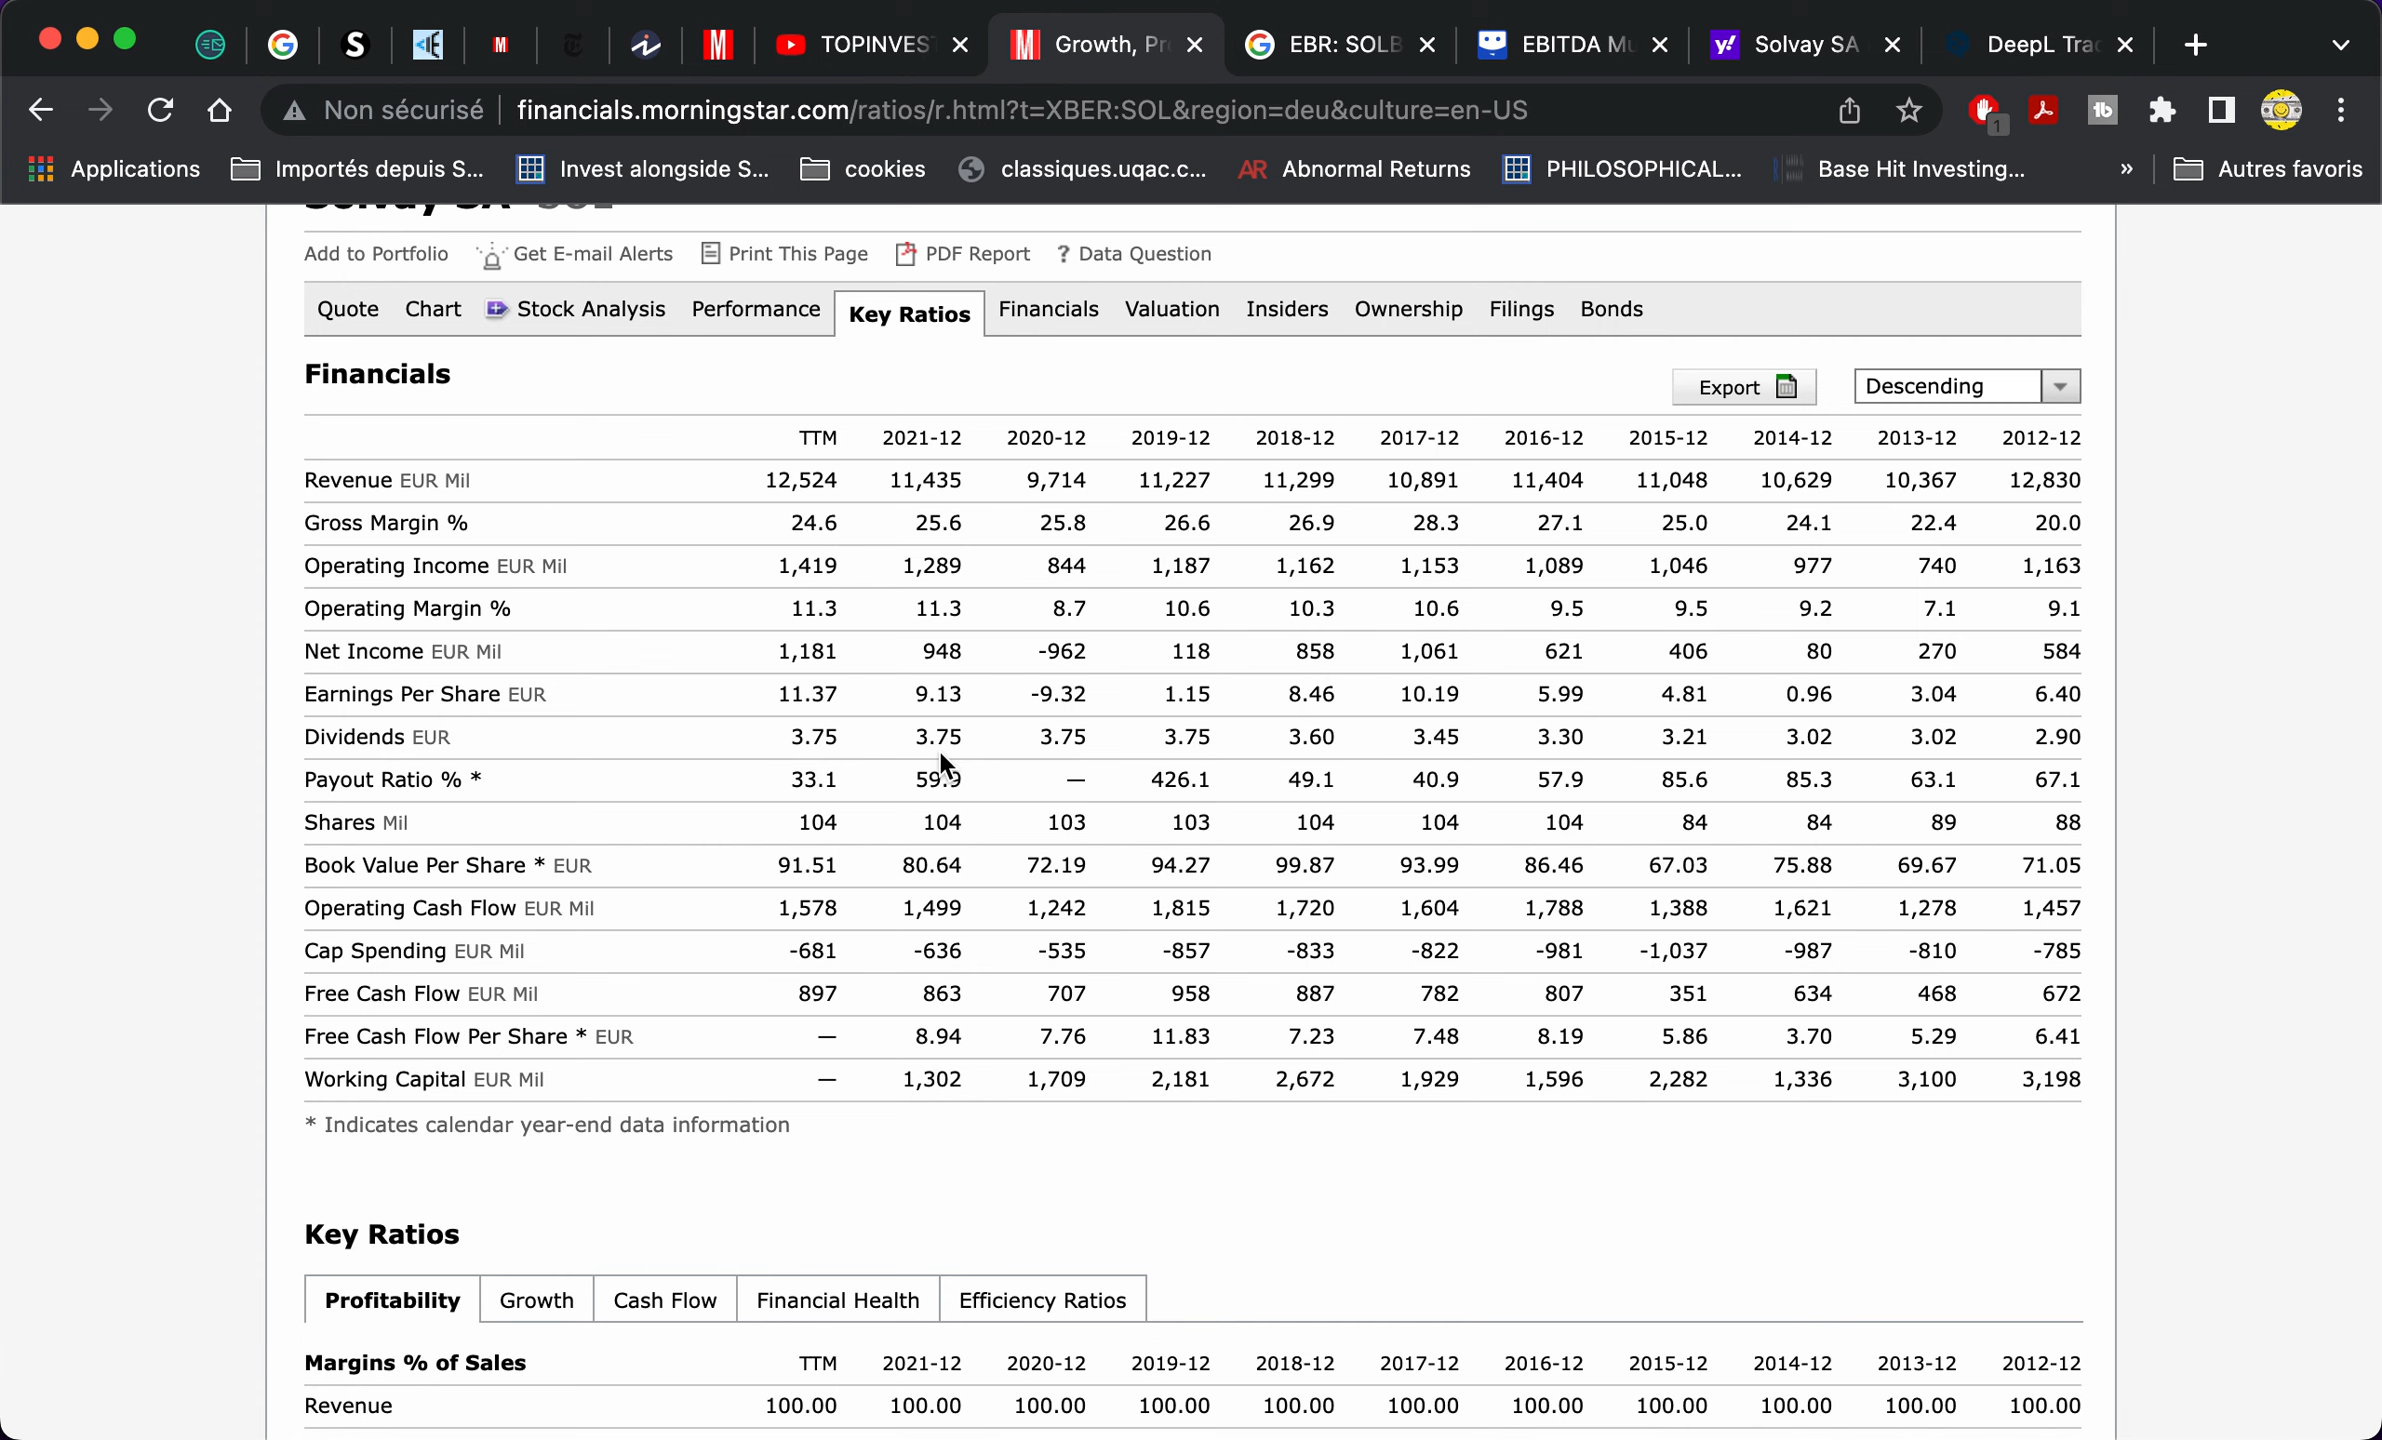 TOPINVES
Growth, Pr
EBR: SOLB
EBITDA Mu
Solvay SA
DeepL Tra
Non sécurisé
financials.morningstar.com/ratios/r.html?t=XBER:SOL&region=deu&culture=en-US
1
Applications
Importés depuis S...
Invest alongside S...
cookies
classiques.uqac.c...
AR Abnormal Returns
PHILOSOPHICAL...
Base Hit Investing...
»
Autres favoris
Solvay SA SOL
Add to Portfolio Get E-mail Alerts Print This Page PDF Report ? Data Question
Quote Chart Stock Analysis Performance Key Ratios Financials Valuation Insiders Ownership Filings Bonds
Financials
Export
Descending
TTM 2021-12 2020-12 2019-12 2018-12 2017-12 2016-12 2015-12 2014-12 2013-12 2012-12
Revenue EUR Mil 12,524 11,435 9,714 11,227 11,299 10,891 11,404 11,048 10,629 10,367 12,830
Gross Margin % 24.6 25.6 25.8 26.6 26.9 28.3 27.1 25.0 24.1 22.4 20.0
Operating Income EUR Mil 1,419 1,289 844 1,187 1,162 1,153 1,089 1,046 977 740 1,163
Operating Margin % 11.3 11.3 8.7 10.6 10.3 10.6 9.5 9.5 9.2 7.1 9.1
Net Income EUR Mil 1,181 948 -962 118 858 1,061 621 406 80 270 584
Earnings Per Share EUR 11.37 9.13 -9.32 1.15 8.46 10.19 5.99 4.81 0.96 3.04 6.40
Dividends EUR 3.75 3.75 3.75 3.75 3.60 3.45 3.30 3.21 3.02 3.02 2.90
Payout Ratio % * 33.1 59.9 — 426.1 49.1 40.9 57.9 85.6 85.3 63.1 67.1
Shares Mil 104 104 103 103 104 104 104 84 84 89 88
Book Value Per Share * EUR 91.51 80.64 72.19 94.27 99.87 93.99 86.46 67.03 75.88 69.67 71.05
Operating Cash Flow EUR Mil 1,578 1,499 1,242 1,815 1,720 1,604 1,788 1,388 1,621 1,278 1,457
Cap Spending EUR Mil -681 -636 -535 -857 -833 -822 -981 -1,037 -987 -810 -785
Free Cash Flow EUR Mil 897 863 707 958 887 782 807 351 634 468 672
Free Cash Flow Per Share * EUR — 8.94 7.76 11.83 7.23 7.48 8.19 5.86 3.70 5.29 6.41
Working Capital EUR Mil — 1,302 1,709 2,181 2,672 1,929 1,596 2,282 1,336 3,100 3,198
* Indicates calendar year-end data information
Key Ratios
Profitability Growth Cash Flow Financial Health Efficiency Ratios
Margins % of Sales TTM 2021-12 2020-12 2019-12 2018-12 2017-12 2016-12 2015-12 2014-12 2013-12 2012-12
Revenue 100.00 100.00 100.00 100.00 100.00 100.00 100.00 100.00 100.00 100.00 100.00